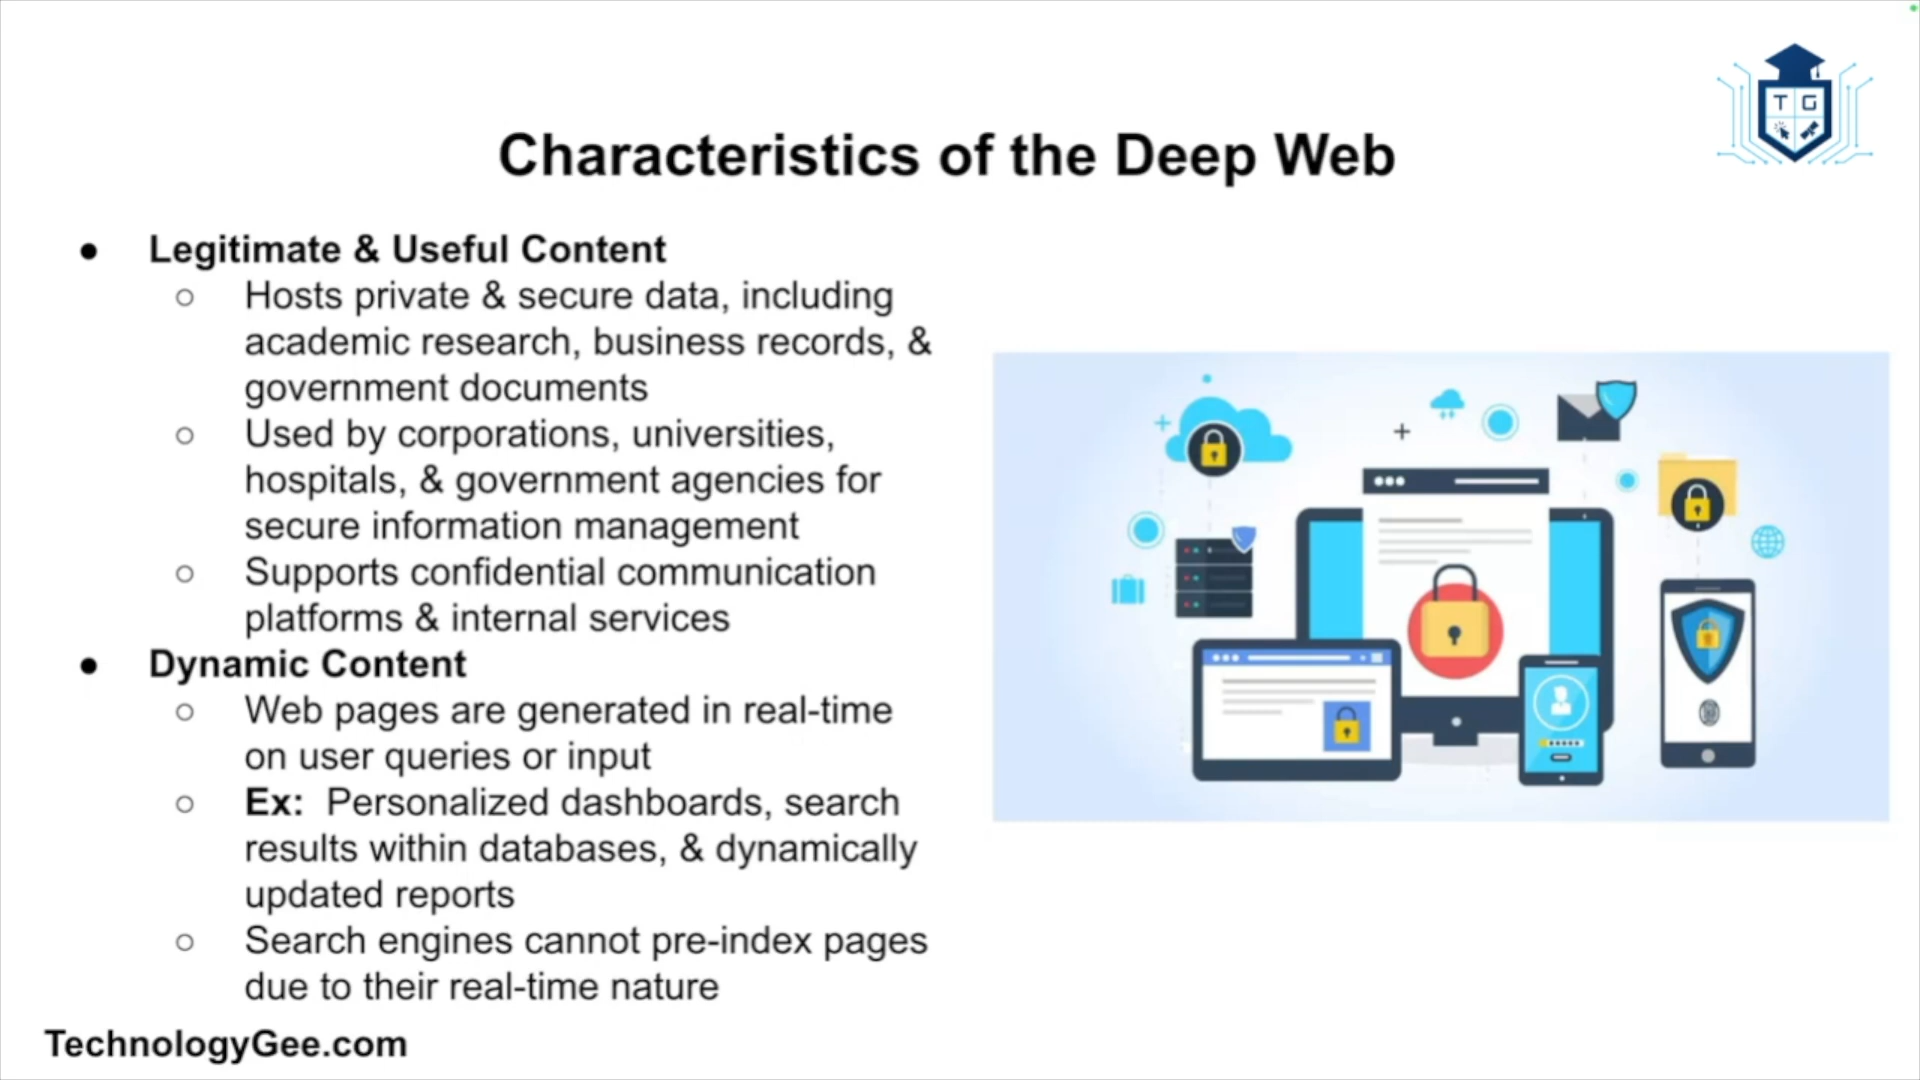 T G
Characteristics of the Deep Web
● Legitimate & Useful Content
○ Hosts private & secure data, including
academic research, business records, &
government documents
○ Used by corporations, universities,
hospitals, & government agencies for
secure information management
○ Supports confidential communication
platforms & internal services
● Dynamic Content
○ Web pages are generated in real-time
on user queries or input
○ Ex:  Personalized dashboards, search
results within databases, & dynamically
updated reports
○ Search engines cannot pre-index pages
due to their real-time nature
TechnologyGee.com